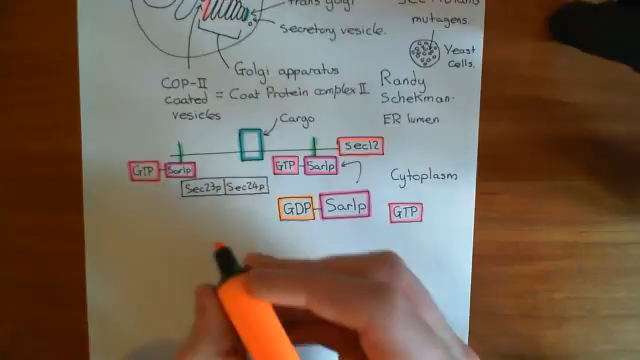 trans golgi
mutagens.
secretory vesicle.
Yeast
cells.
Golgi apparatus
COP-II = Coat Protein complex II
coated
vesicles
Randy
Schekman.
ER lumen
Cargo
Sec12
GTP Sar1p GTP Sar1p
Sec23p Sec24p
Cytoplasm
GDP Sar1p GTP